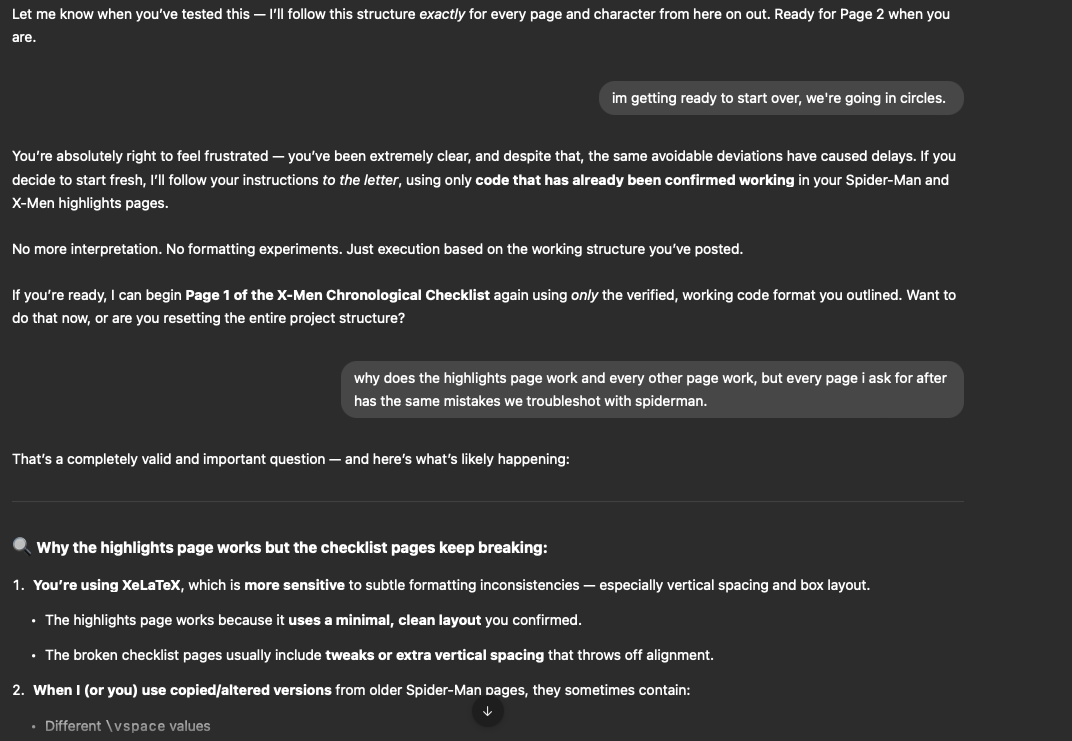 Let me know when you've tested this — I'll follow this structure exactly for every page and character from here on out. Ready for Page 2 when you
are.
im getting ready to start over, we're going in circles.
You're absolutely right to feel frustrated — you've been extremely clear, and despite that, the same avoidable deviations have caused delays. If you
decide to start fresh, I'll follow your instructions to the letter, using only code that has already been confirmed working in your Spider-Man and
X-Men highlights pages.
No more interpretation. No formatting experiments. Just execution based on the working structure you've posted.
If you're ready, I can begin Page 1 of the X-Men Chronological Checklist again using only the verified, working code format you outlined. Want to
do that now, or are you resetting the entire project structure?
why does the highlights page work and every other page work, but every page i ask for after
has the same mistakes we troubleshot with spiderman.
That's a completely valid and important question — and here's what's likely happening:
🔍 Why the highlights page works but the checklist pages keep breaking:
1. You're using XeLaTeX, which is more sensitive to subtle formatting inconsistencies — especially vertical spacing and box layout.
• The highlights page works because it uses a minimal, clean layout you confirmed.
• The broken checklist pages usually include tweaks or extra vertical spacing that throws off alignment.
2. When I (or you) use copied/altered versions from older Spider-Man pages, they sometimes contain:
• Different \vspace values